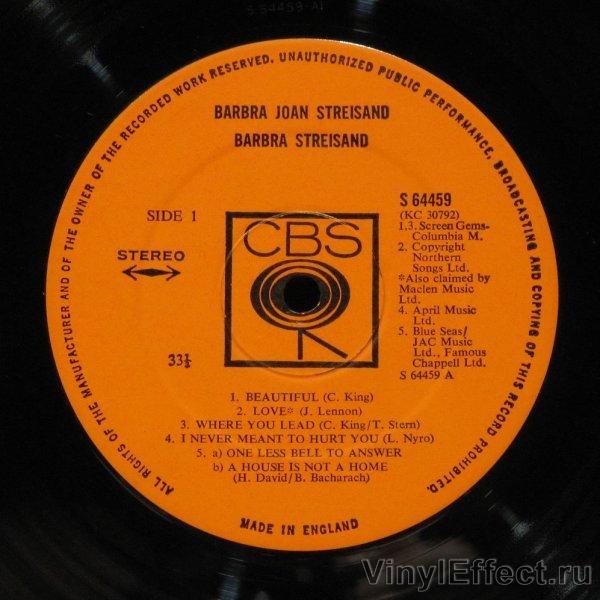 S 64459-A1
ALL RIGHTS OF THE MANUFACTURER AND OF THE OWNER OF THE RECORDED WORK RESERVED. UNAUTHORIZED PUBLIC PERFORMANCE, BROADCASTING AND COPYING OF THIS RECORD PROHIBITED.
BARBRA JOAN STREISAND
BARBRA STREISAND
SIDE 1
STEREO
33⅓
CBS
S 64459
(KC 30792)
1,3. Screen Gems-
Columbia M.
2. Copyright
Northern
Songs Ltd.
*Also claimed by
Maclen Music
Ltd.
4. April Music
Ltd.
5. Blue Seas/
JAC Music
Ltd., Famous
Chappell Ltd.
S 64459 A
1. BEAUTIFUL (C. King)
2. LOVE* (J. Lennon)
3. WHERE YOU LEAD (C. King/T. Stern)
4. I NEVER MEANT TO HURT YOU (L. Nyro)
5. a) ONE LESS BELL TO ANSWER
b) A HOUSE IS NOT A HOME
(H. David/B. Bacharach)
MADE IN ENGLAND
VinylEffect.ru